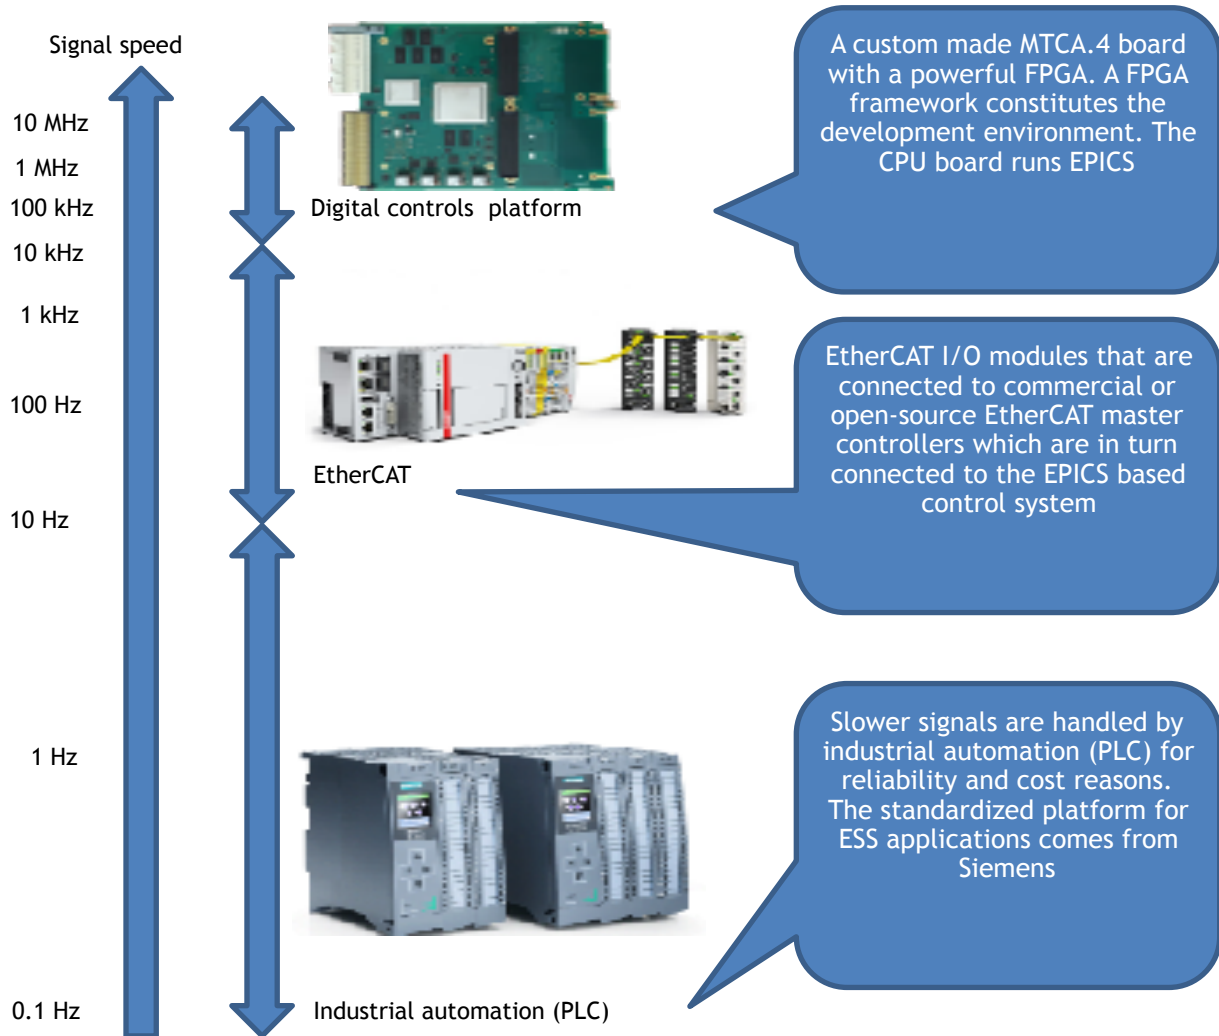 Signal speed
10 MHz
1 MHz
100 kHz
10 kHz
1 kHz
100 Hz
10 Hz
1 Hz
0.1 Hz
Digital controls  platform
A custom made MTCA.4 board
with a powerful FPGA. A FPGA
framework constitutes the
development environment. The
CPU board runs EPICS
EtherCAT
EtherCAT I/O modules that are
connected to commercial or
open-source EtherCAT master
controllers which are in turn
connected to the EPICS based
control system
Industrial automation (PLC)
Slower signals are handled by
industrial automation (PLC) for
reliability and cost reasons.
The standardized platform for
ESS applications comes from
Siemens